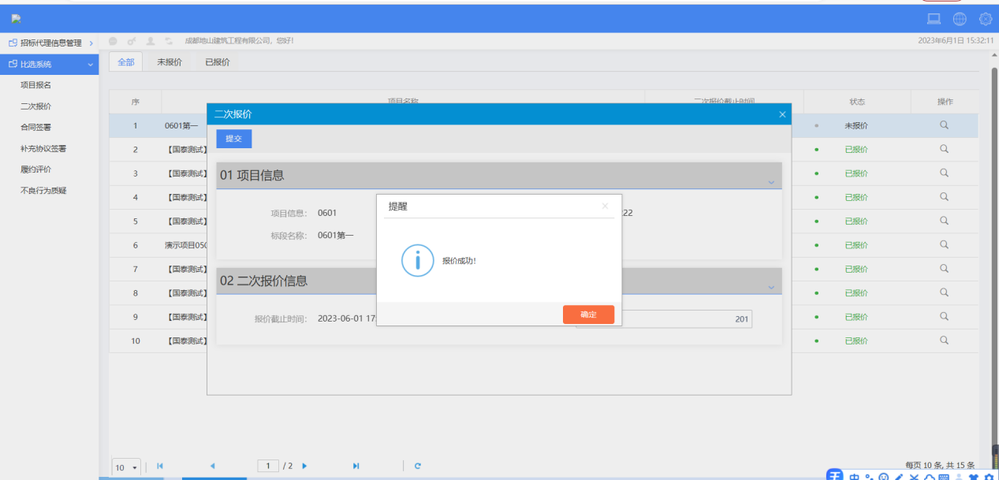 招标代理信息管理
成都地山建筑工程有限公司，您好！
2023年6月1日 15:32:11
比选系统
全部 未报价 已报价
项目报名
二次报价
合同签署
补充协议签署
履约评价
不良行为质疑
序 项目名称 二次报价截止时间 状态 操作
二次报价
提交
1 0601第一 未报价
2 【国泰测试】 已报价
3 【国泰测试】 已报价
4 【国泰测试】 已报价
5 【国泰测试】 已报价
6 演示项目050 已报价
7 【国泰测试】 已报价
8 【国泰测试】 已报价
9 【国泰测试】 已报价
10 【国泰测试】 已报价
01 项目信息
项目信息： 0601
22
标段名称： 0601第一
02 二次报价信息
报价截止时间： 2023-06-01 17:
201
提醒
报价成功！
确定
10
1 / 2
每页 10 条, 共 15 条
王 中